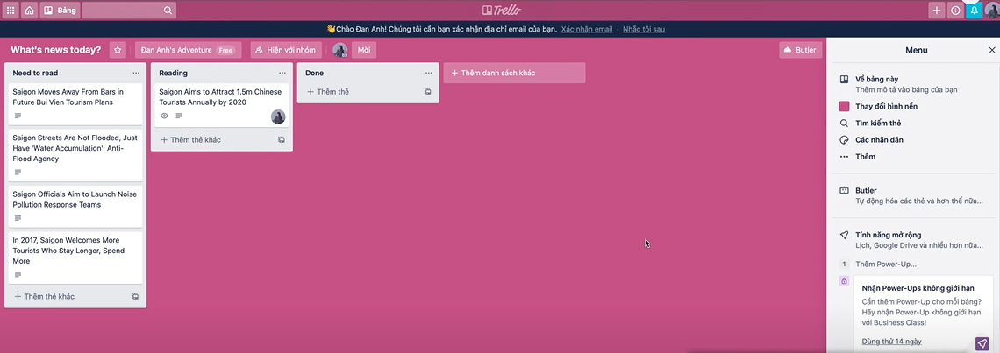 Bảng
Trello
👋Chào Đan Anh! Chúng tôi cần bạn xác nhận địa chỉ email của bạn. Xác nhận email · Nhắc tôi sau
What's news today?
Đan Anh's Adventure Free
Hiện với nhóm
Mời
Butler
Need to read
Saigon Moves Away From Bars in
Future Bui Vien Tourism Plans
Saigon Streets Are Not Flooded, Just
Have 'Water Accumulation': Anti-
Flood Agency
Saigon Officials Aim to Launch Noise
Pollution Response Teams
In 2017, Saigon Welcomes More
Tourists Who Stay Longer, Spend
More
+ Thêm thẻ khác
Reading
Saigon Aims to Attract 1.5m Chinese
Tourists Annually by 2020
+ Thêm thẻ khác
Done
+ Thêm thẻ
+ Thêm danh sách khác
Menu
Về bảng này
Thêm mô tả vào bảng của bạn
Thay đổi hình nền
Tìm kiếm thẻ
Các nhãn dán
Thêm
Butler
Tự động hóa các thẻ và hơn thế nữa...
Tính năng mở rộng
Lịch, Google Drive và nhiều hơn nữa...
1 Thêm Power-Up...
Nhận Power-Ups không giới hạn
Cần thêm Power-Up cho mỗi bảng?
Hãy nhận Power-Up không giới hạn
với Business Class!
Dùng thử 14 ngày